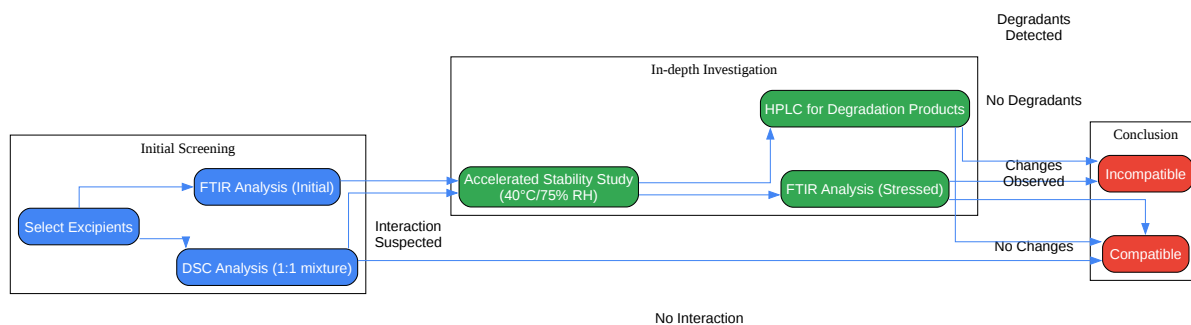 Degradants
Detected
In-depth Investigation
HPLC for Degradation Products
No Degradants
Conclusion
Initial Screening
FTIR Analysis (Initial)
Accelerated Stability Study
(40°C/75% RH)
FTIR Analysis (Stressed)
Changes
Observed
Incompatible
Select Excipients
Interaction
Suspected
DSC Analysis (1:1 mixture)
No Changes
Compatible
No Interaction